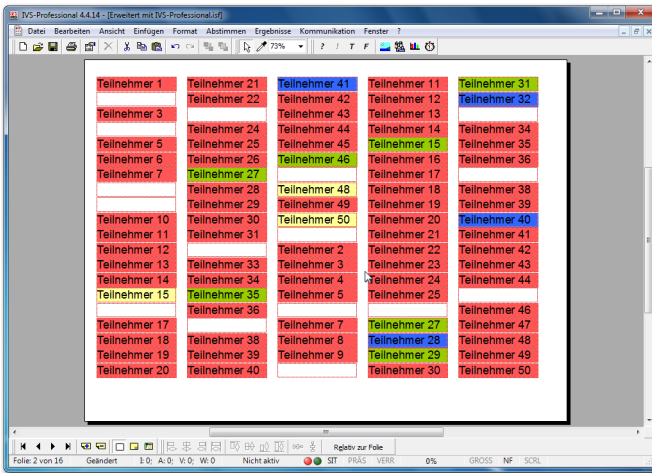 IVS-Professional 4.4.14 - [Erweitert mit IVS-Professional.isf]
Datei Bearbeiten Ansicht Einfügen Format Abstimmen Ergebnisse Kommunikation Fenster ?
73% ? ! T F
Teilnehmer 1
Teilnehmer 3
Teilnehmer 5
Teilnehmer 6
Teilnehmer 7
Teilnehmer 10
Teilnehmer 11
Teilnehmer 12
Teilnehmer 13
Teilnehmer 14
Teilnehmer 15
Teilnehmer 17
Teilnehmer 18
Teilnehmer 19
Teilnehmer 20
Teilnehmer 21
Teilnehmer 22
Teilnehmer 24
Teilnehmer 25
Teilnehmer 26
Teilnehmer 27
Teilnehmer 28
Teilnehmer 29
Teilnehmer 30
Teilnehmer 31
Teilnehmer 33
Teilnehmer 34
Teilnehmer 35
Teilnehmer 36
Teilnehmer 38
Teilnehmer 39
Teilnehmer 40
Teilnehmer 41
Teilnehmer 42
Teilnehmer 43
Teilnehmer 44
Teilnehmer 45
Teilnehmer 46
Teilnehmer 48
Teilnehmer 49
Teilnehmer 50
Teilnehmer 2
Teilnehmer 3
Teilnehmer 4
Teilnehmer 5
Teilnehmer 7
Teilnehmer 8
Teilnehmer 9
Teilnehmer 11
Teilnehmer 12
Teilnehmer 13
Teilnehmer 14
Teilnehmer 15
Teilnehmer 16
Teilnehmer 17
Teilnehmer 18
Teilnehmer 19
Teilnehmer 20
Teilnehmer 21
Teilnehmer 22
Teilnehmer 23
Teilnehmer 24
Teilnehmer 25
Teilnehmer 27
Teilnehmer 28
Teilnehmer 29
Teilnehmer 30
Teilnehmer 31
Teilnehmer 32
Teilnehmer 34
Teilnehmer 35
Teilnehmer 36
Teilnehmer 38
Teilnehmer 39
Teilnehmer 40
Teilnehmer 41
Teilnehmer 42
Teilnehmer 43
Teilnehmer 44
Teilnehmer 46
Teilnehmer 47
Teilnehmer 48
Teilnehmer 49
Teilnehmer 50
Relativ zur Folie
Folie: 2 von 16 Geändert I: 0; A: 0; V: 0; W: 0 Nicht aktiv SIT PRÄS VERR 0% GROSS NF SCRL